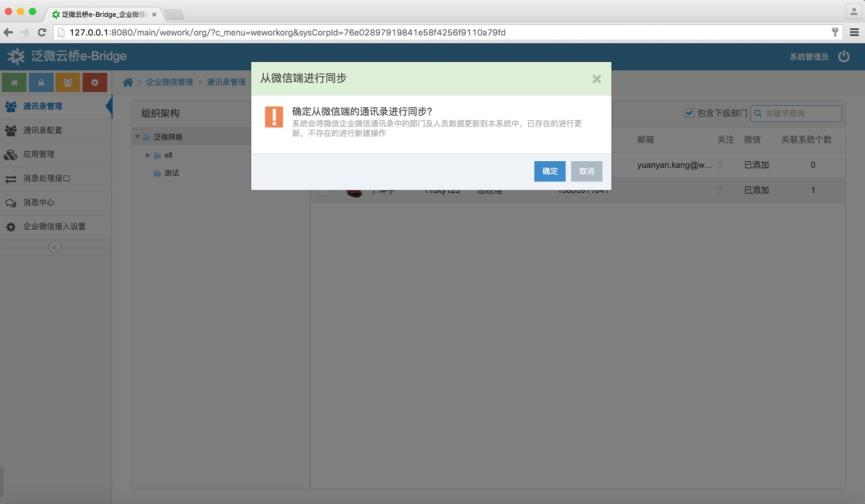 泛微云桥e-Bridge_企业微信
127.0.0.1:8080/main/wework/org/?c_menu=weworkorg&sysCorpId=76e02897919841e58f4256f9110a79fd
泛微云桥e-Bridge
系统管理员
企业微信管理 > 通讯录管理
通讯录管理
通讯录配置
应用管理
消息处理接口
消息中心
企业微信接入设置
组织架构
泛微网络
e8
测试
从微信端进行同步
确定从微信端的通讯录进行同步?
系统会将微信企业微信通讯录中的部门及人员数据更新到本系统中，已存在的进行更
新，不存在的进行新建操作
确定 取消
包含下级部门 关键字查询
邮箱 关注 微信 关联系统个数
yuanyan.kang@w... ? 已添加 0
? 已添加 1